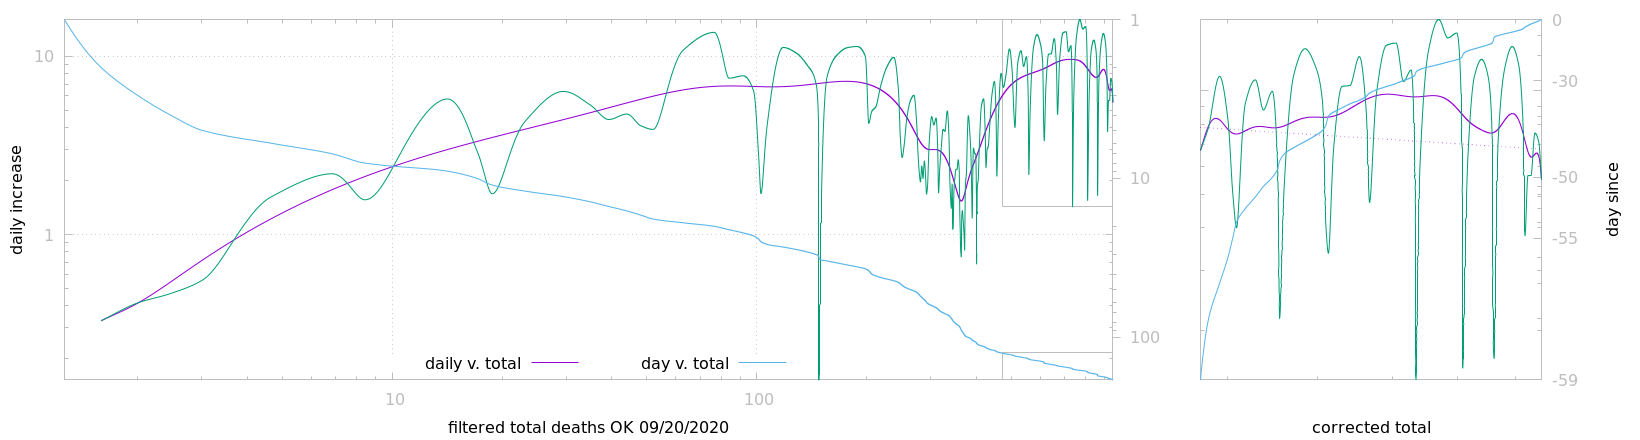 10
1
daily increase
daily v. total
day v. total
10
100
filtered total deaths OK 09/20/2020
1
10
100
0
-30
-50
-55
-59
day since
corrected total